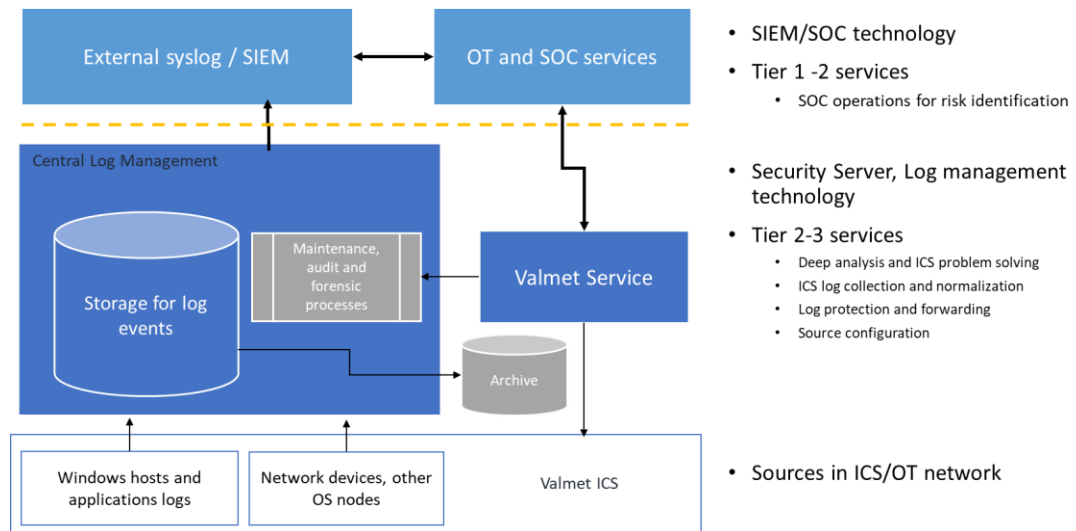 External syslog / SIEM
OT and SOC services
Central Log Management
Storage for log
events
Maintenance,
audit and
forensic
processes
Valmet Service
Archive
Windows hosts and
applications logs
Network devices, other
OS nodes
Valmet ICS
• SIEM/SOC technology
• Tier 1 -2 services
• SOC operations for risk identification
• Security Server, Log management
technology
• Tier 2-3 services
• Deep analysis and ICS problem solving
• ICS log collection and normalization
• Log protection and forwarding
• Source configuration
• Sources in ICS/OT network